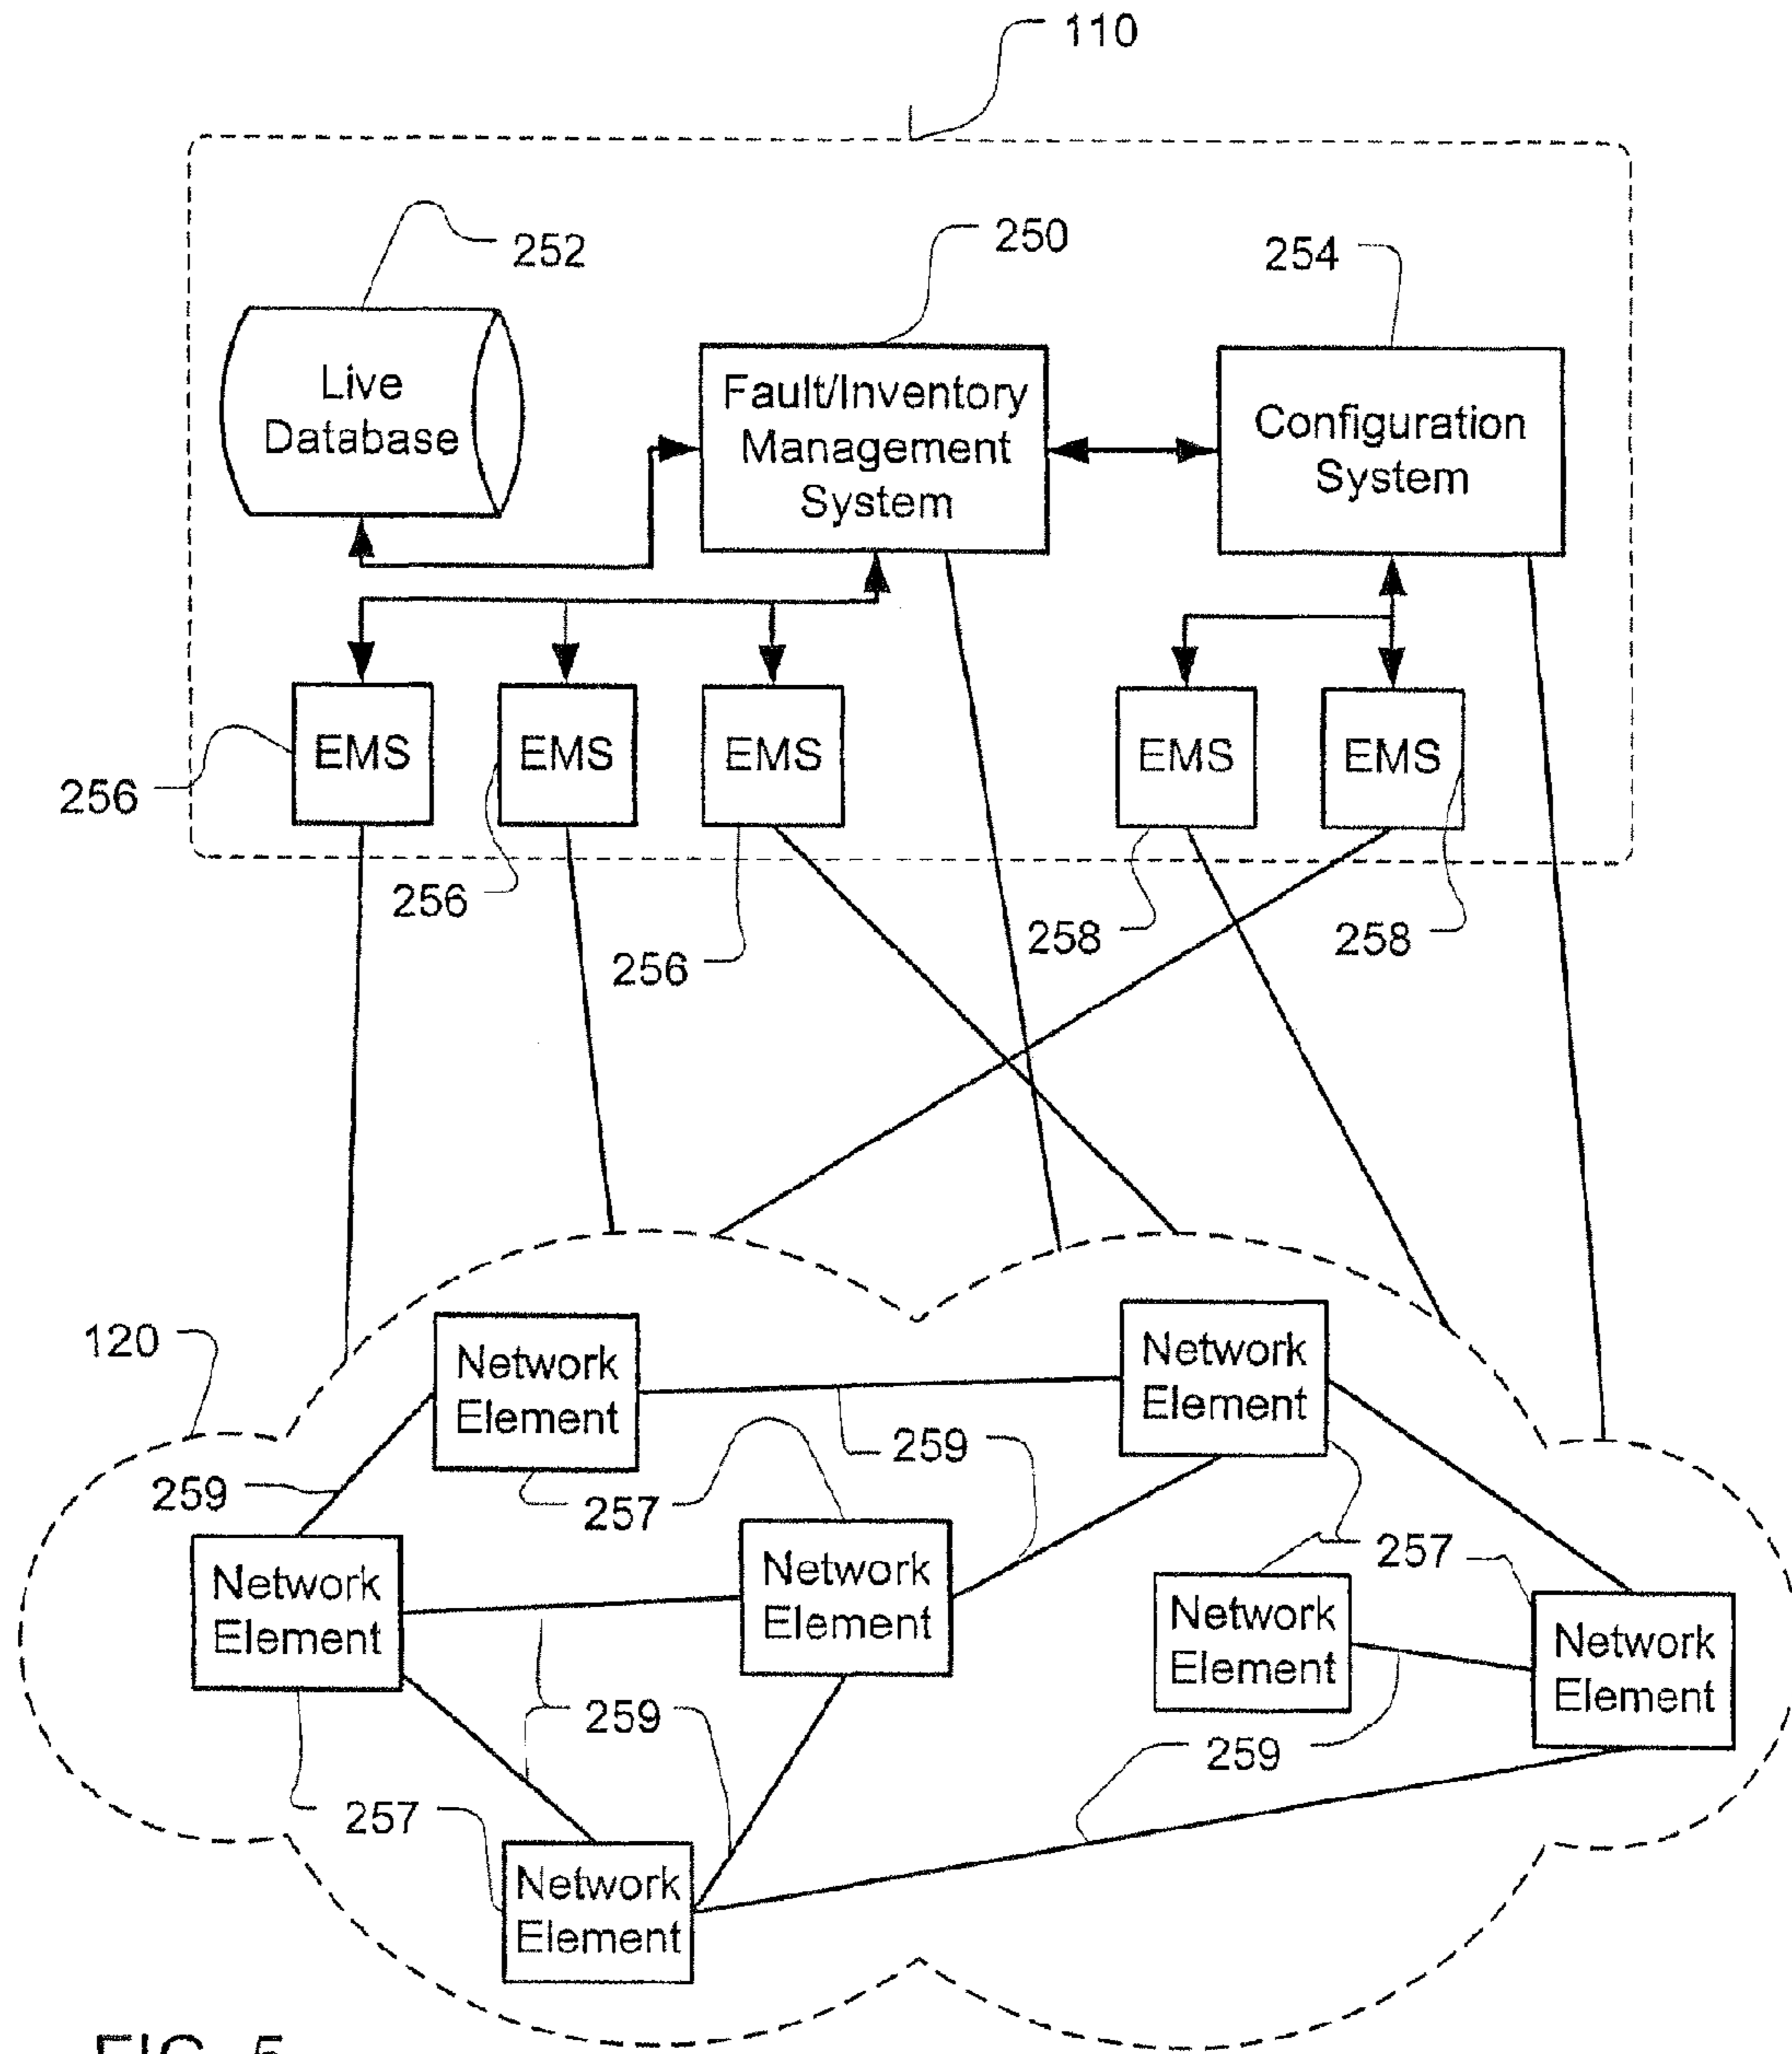 110
252
250
254
Live
Database
Fault/Inventory
Management
System
Configuration
System
EMS
EMS
EMS
EMS
EMS
256
256
256
258
258
120
Network
Element
Network
Element
259
259
257
Network
Element
Network
Element
257
Network
Element
Network
Element
259
259
257
Network
Element
FIG. 5